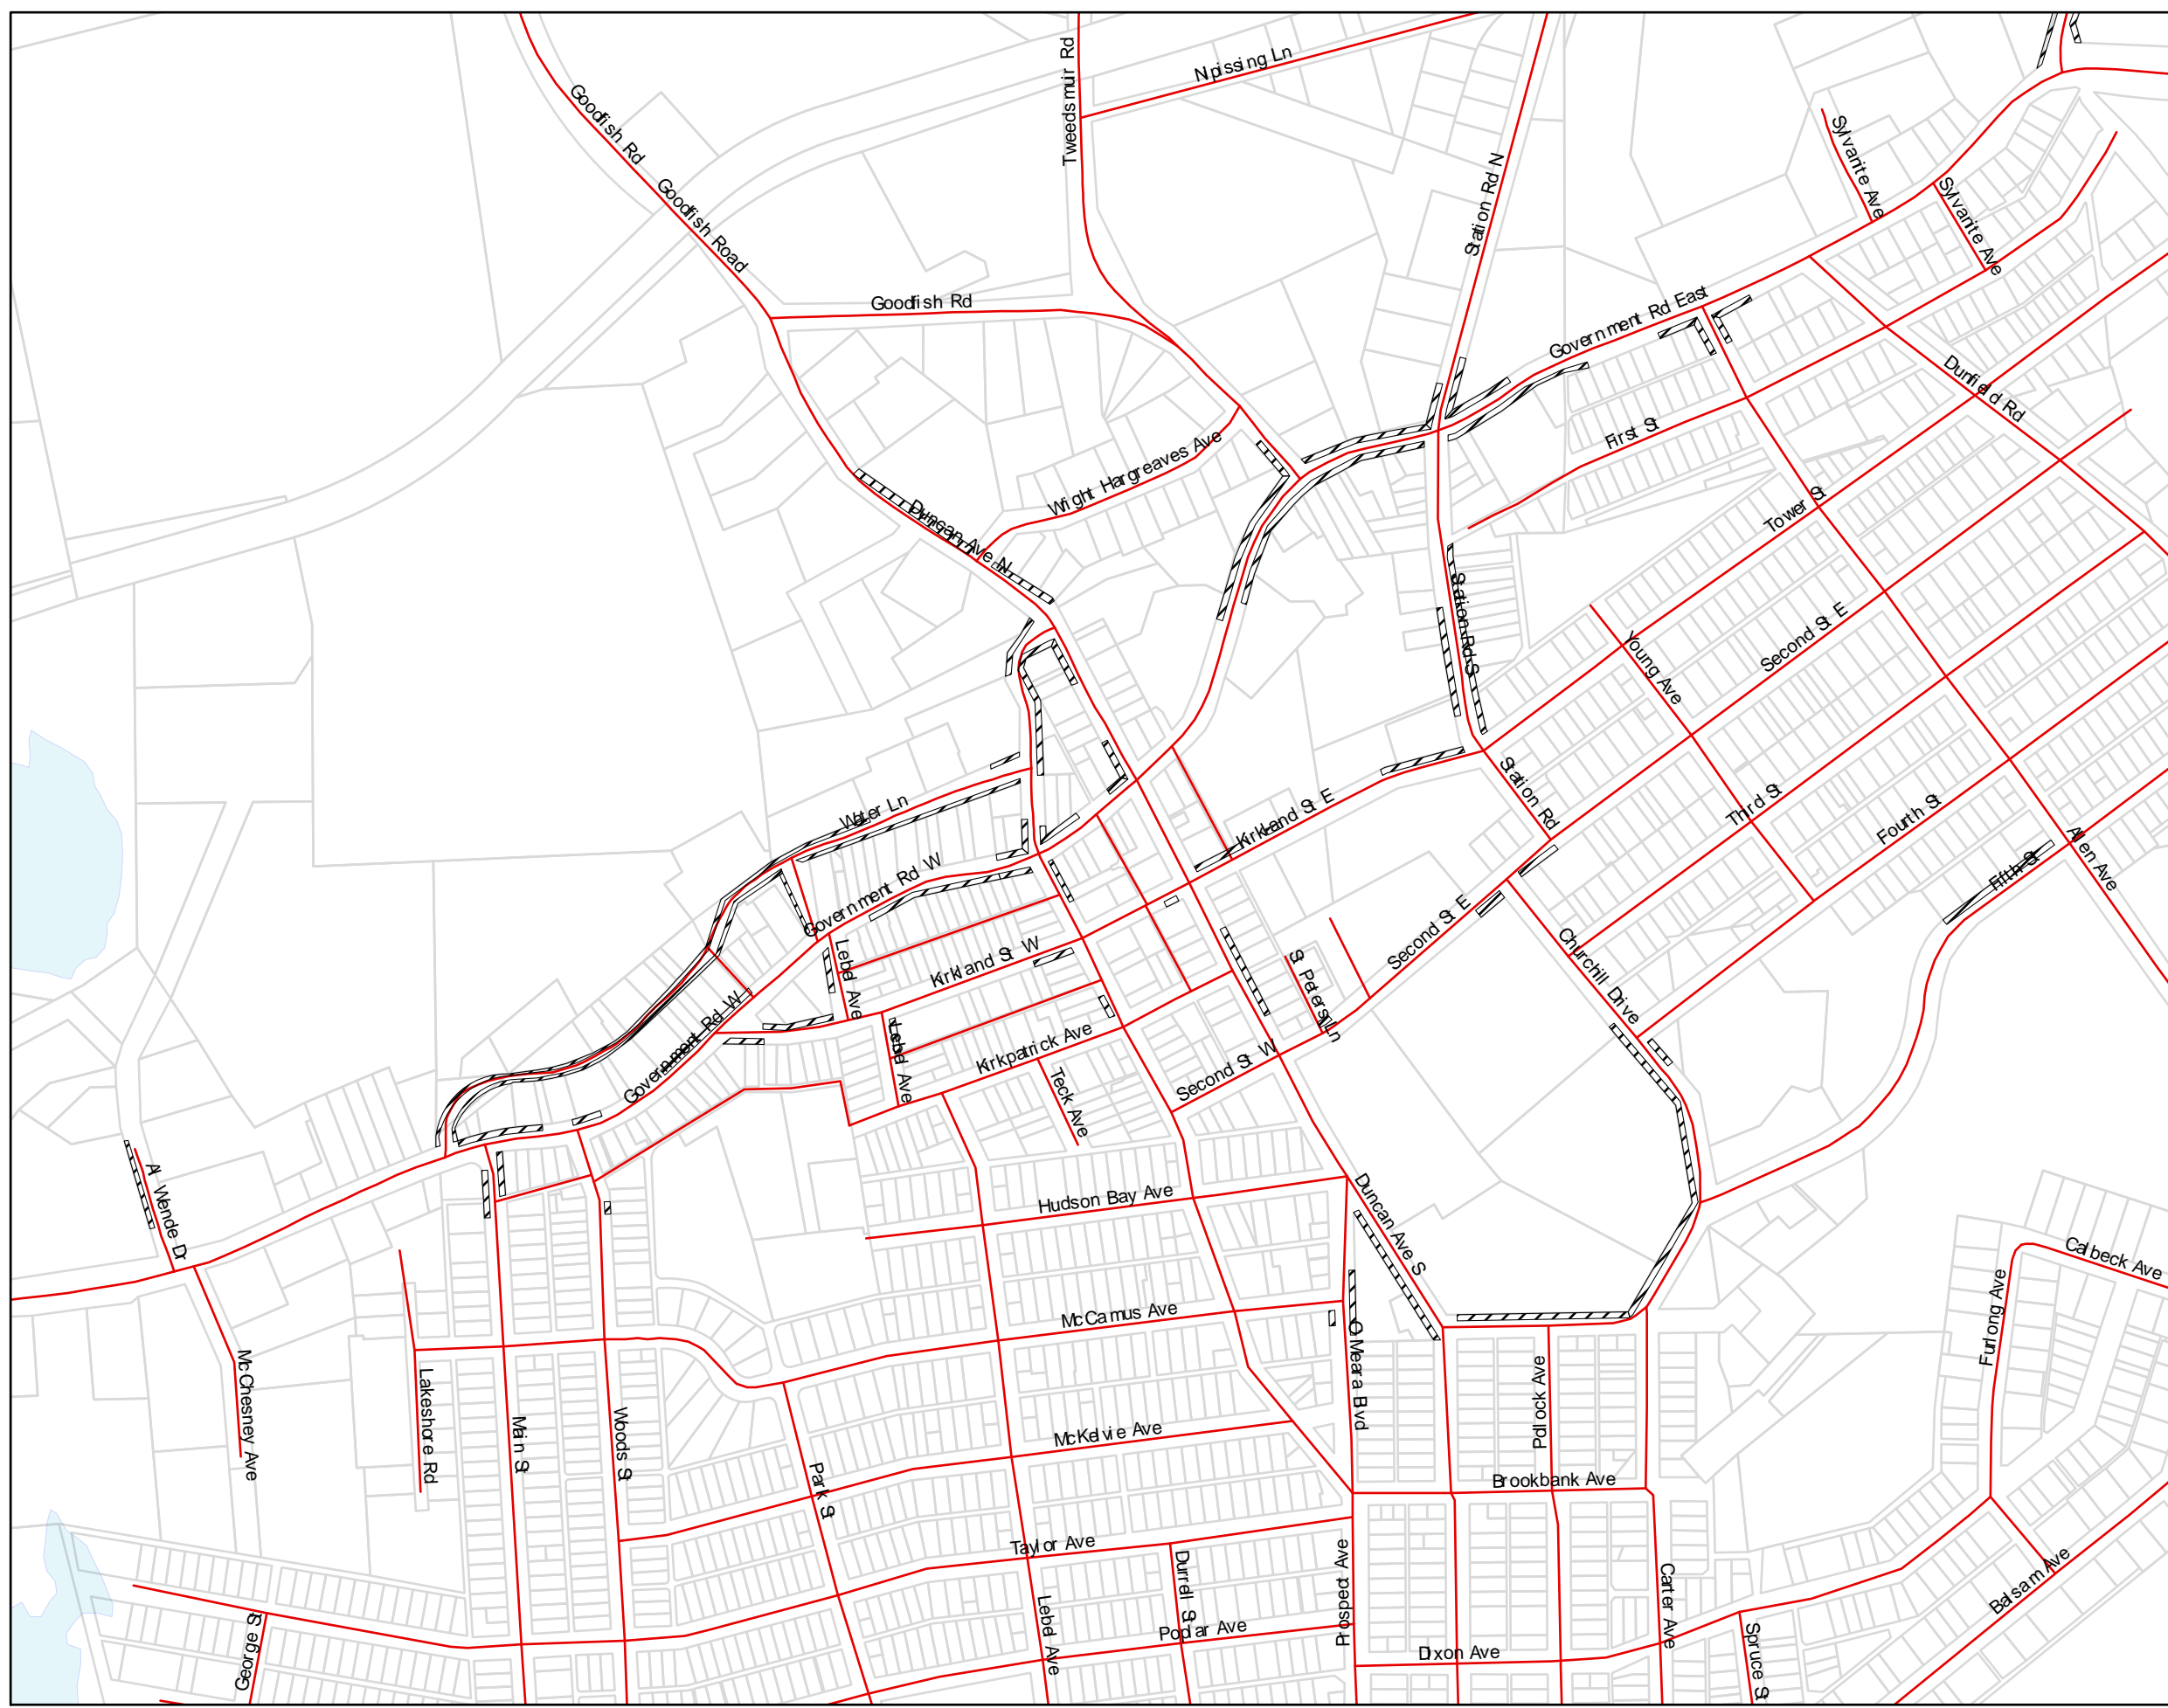 Tweedsmuir Rd
Nipissing Ln
Goodfish Rd
Sylvanite Ave
Station Rd N
Goodfish Road
Sylvanite Ave
Goodfish Rd
Government Rd East
Dunfield Rd
First St
Wight Hargreaves Ave
Tower St
Duncan Ave N
Station Rd S
Second St E
Young Ave
Station Rd
Kirkland St E
Third St
Fourth St
Water Ln
Allen Ave
Fifth St
Government Rd W
Second St E
Churchill Drive
Kirkland St W
Lebel Ave
St Peters Ln
Government Rd W
Lebel Ave
Kirkpatrick Ave
Second St W
Teck Ave
Al Wende Dr
Hudson Bay Ave
Duncan Ave S
Calbeck Ave
Furlong Ave
McCamus Ave
O Meara Blvd
McChesney Ave
Lakeshore Rd
Main St
Woods St
McKelvie Ave
Pollock Ave
Park St
Brookbank Ave
Taylor Ave
Durrell St
Prospect Ave
Carter Ave
Balsam Ave
George St
Lebel Ave
Poplar Ave
Dixon Ave
Spruce St